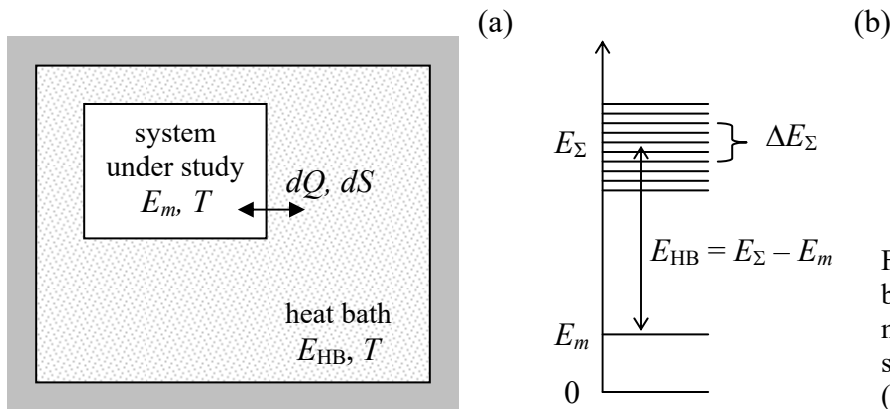 (a)
(b)
system
under study
E_m, T
dQ, dS
heat bath
E_HB, T
E_Σ
ΔE_Σ
E_HB = E_Σ – E_m
E_m
0
F
b
n
s
(